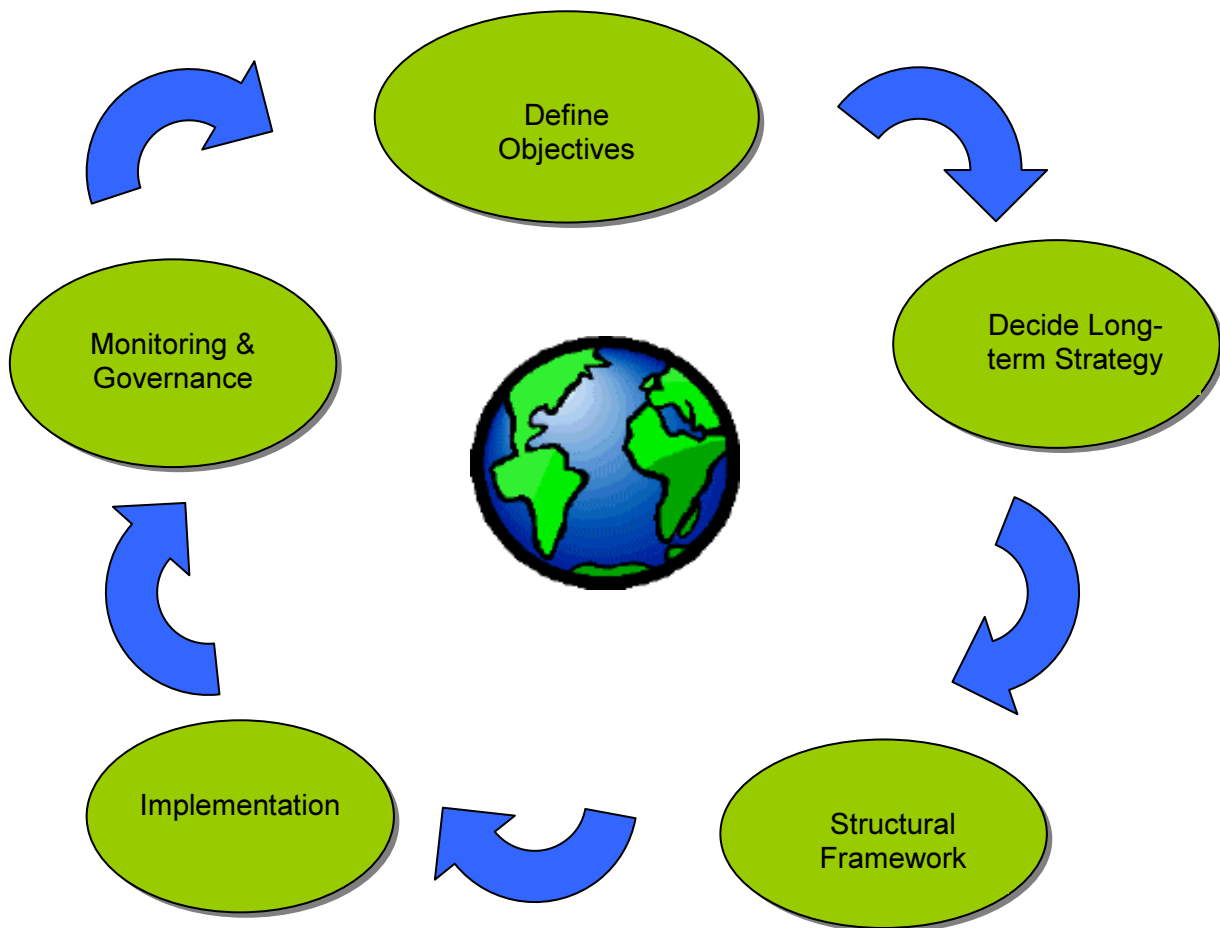 Define
Objectives
Decide Long-
term Strategy
Structural
Framework
Implementation
Monitoring &
Governance